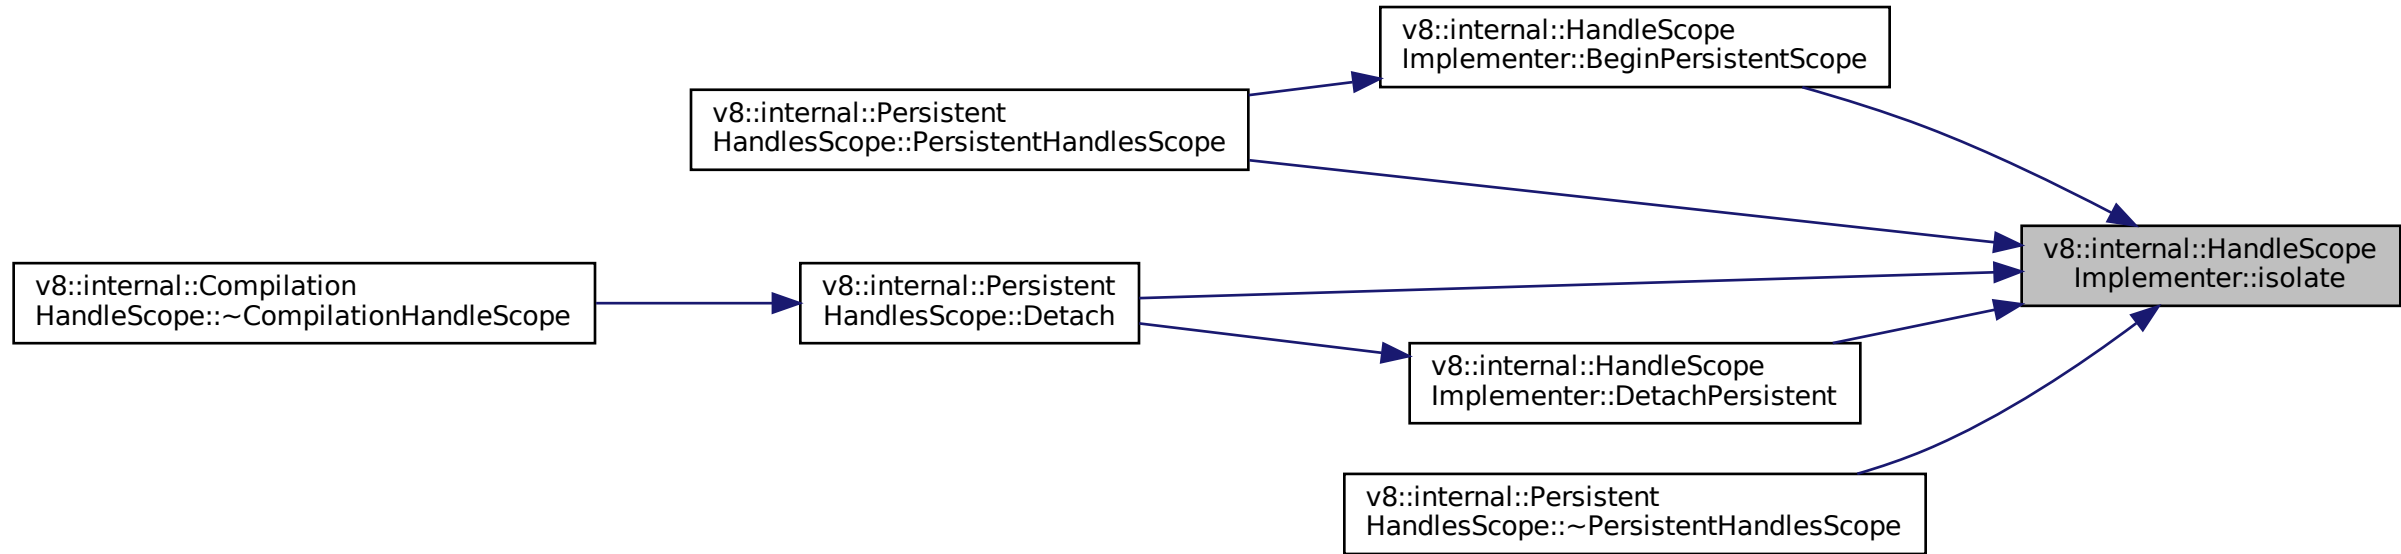 v8::internal::HandleScope
Implementer::BeginPersistentScope
v8::internal::Persistent
HandlesScope::PersistentHandlesScope
v8::internal::HandleScope
Implementer::isolate
v8::internal::Compilation
HandleScope::~CompilationHandleScope
v8::internal::Persistent
HandlesScope::Detach
v8::internal::HandleScope
Implementer::DetachPersistent
v8::internal::Persistent
HandlesScope::~PersistentHandlesScope